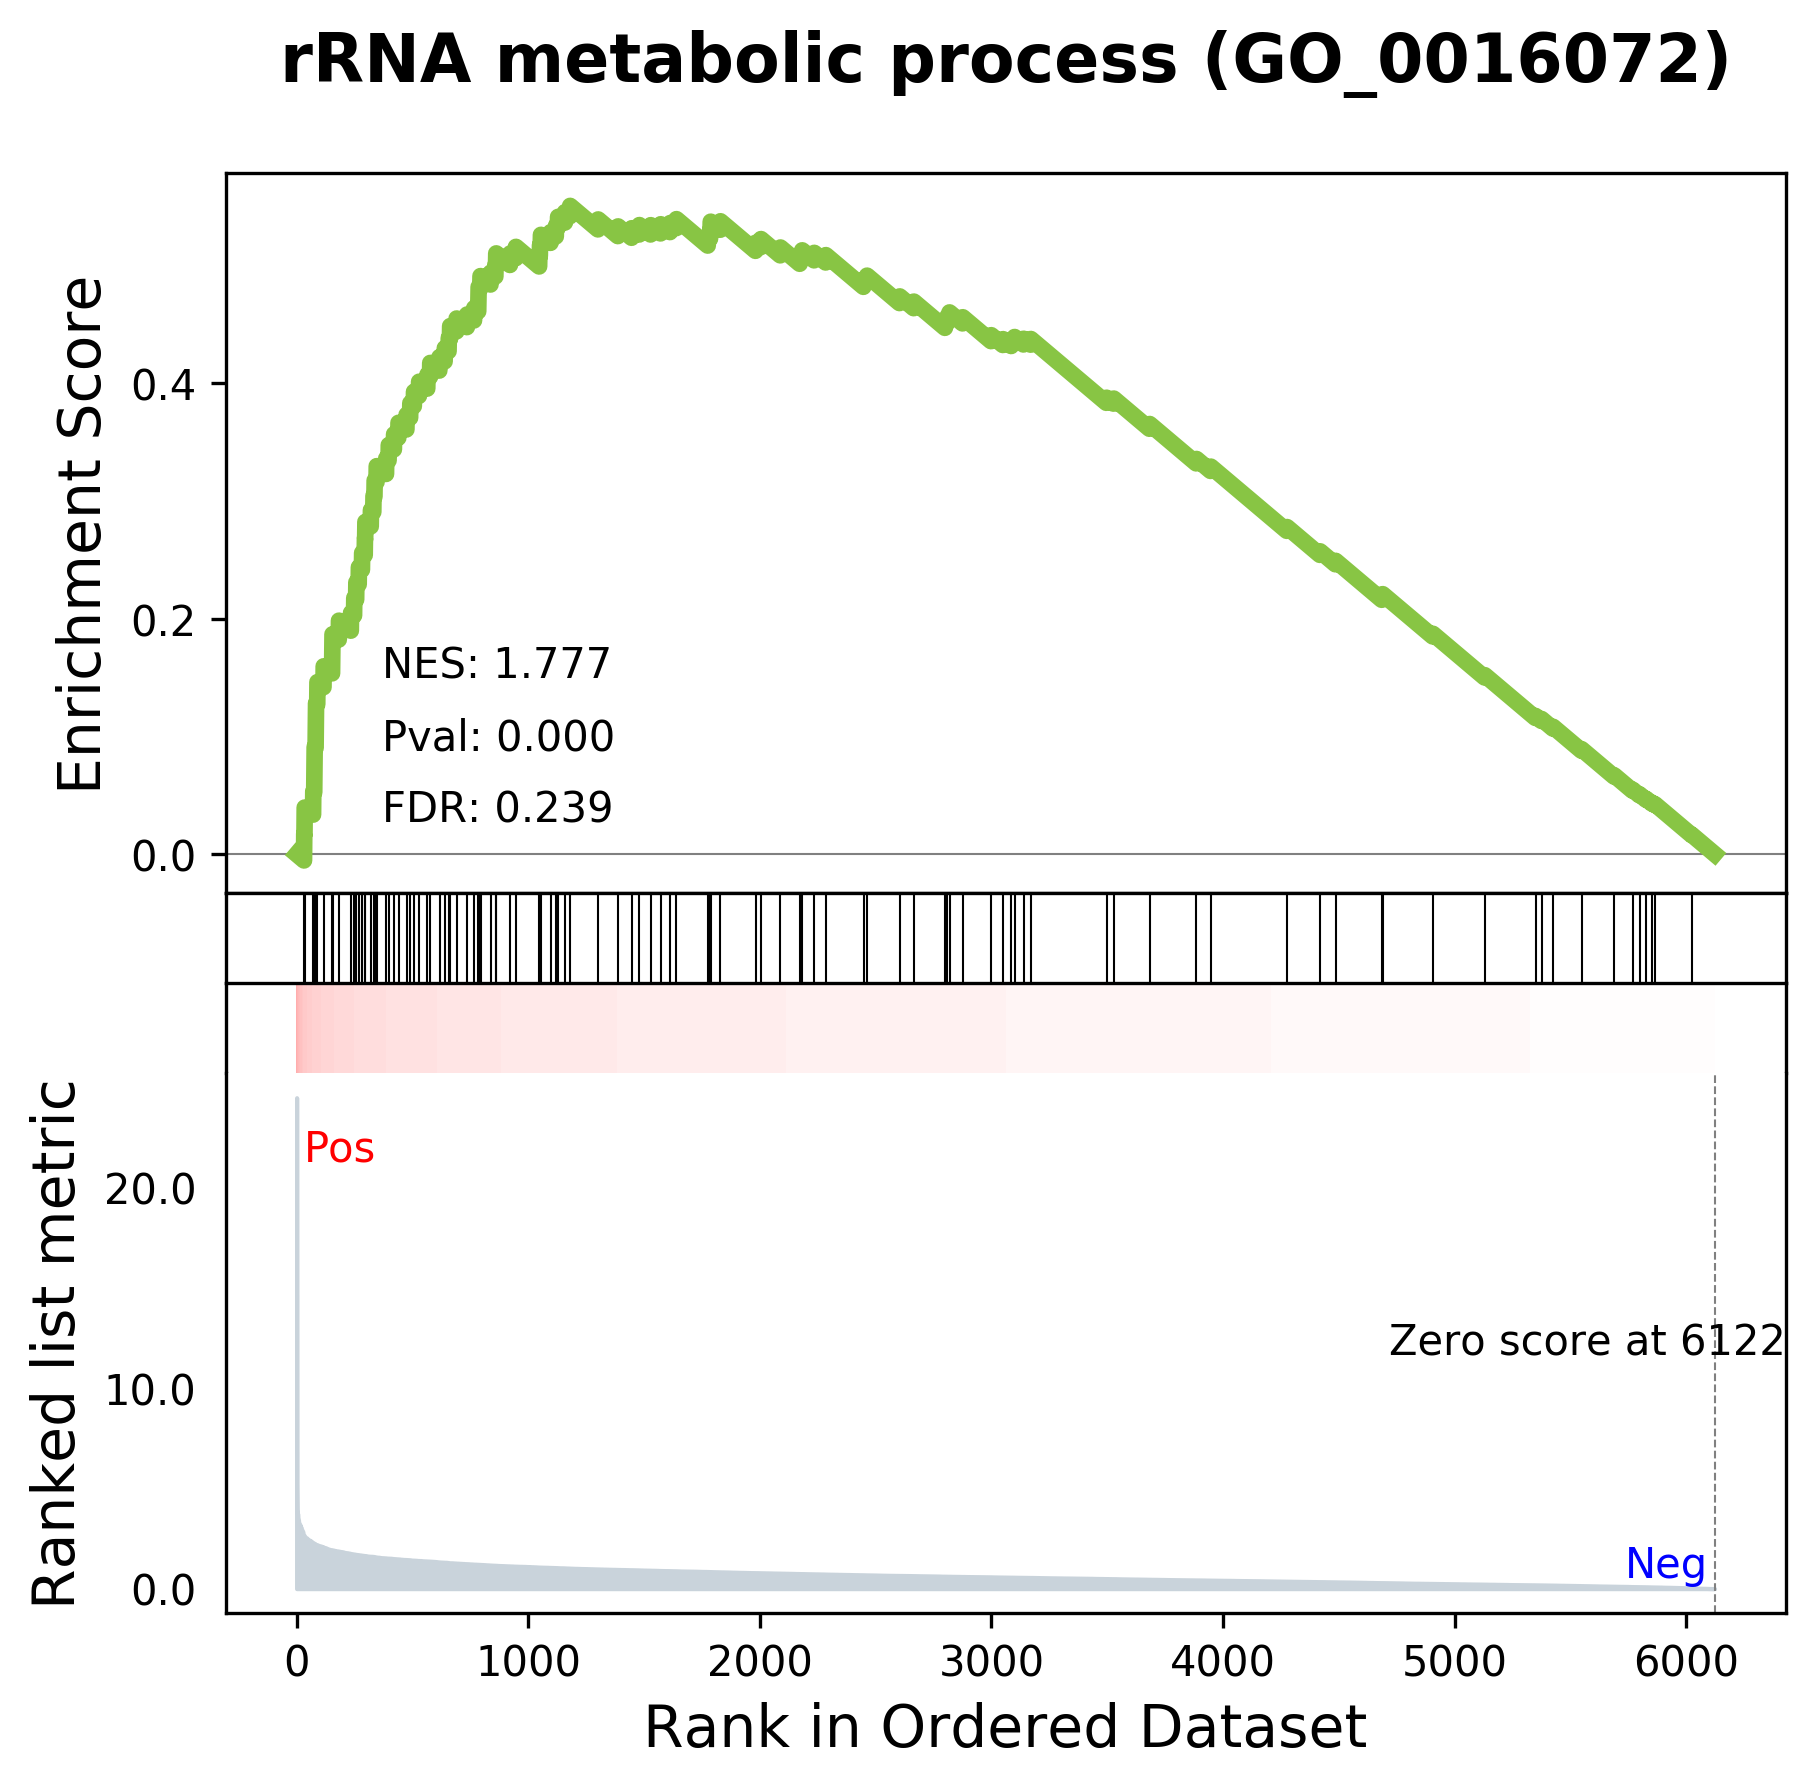 rRNA metabolic process (GO_0016072)
Enrichment Score
0.4
0.2
0.0
NES: 1.777
Pval: 0.000
FDR: 0.239
Ranked list metric
20.0
10.0
0.0
Pos
Zero score at 6122
Neg
0 1000 2000 3000 4000 5000 6000
Rank in Ordered Dataset